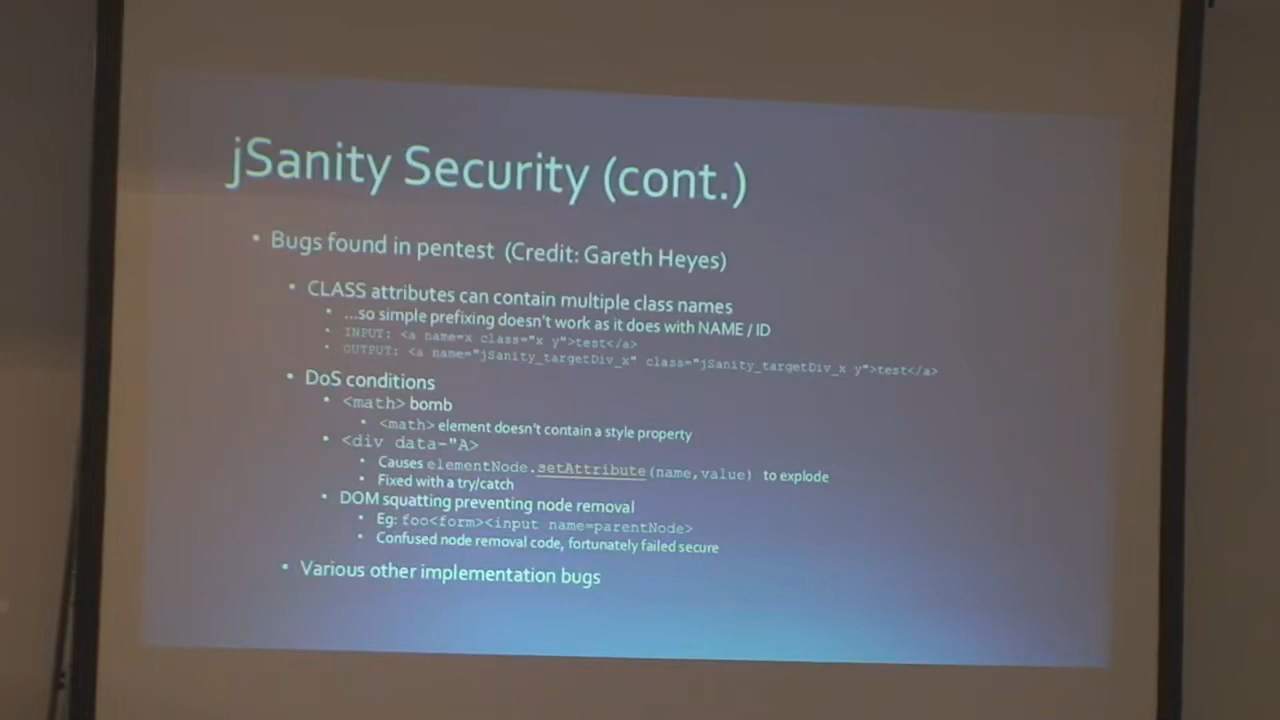 jSanity Security (cont.)
• Bugs found in pentest (Credit: Gareth Heyes)
• CLASS attributes can contain multiple class names
• ...so simple prefixing doesn't work as it does with NAME / ID
• INPUT: <a name=x class="x y">test</a>
• OUTPUT: <a name="jSanity_targetDiv_x" class="jSanity_targetDiv_x y">test</a>
• DoS conditions
• <math> bomb
• <math> element doesn't contain a style property
• <div data-"A>
• Causes elementNode.setAttribute(name,value) to explode
• Fixed with a try/catch
• DOM squatting preventing node removal
• Eg: foo<form><input name=parentNode>
• Confused node removal code, fortunately failed secure
• Various other implementation bugs